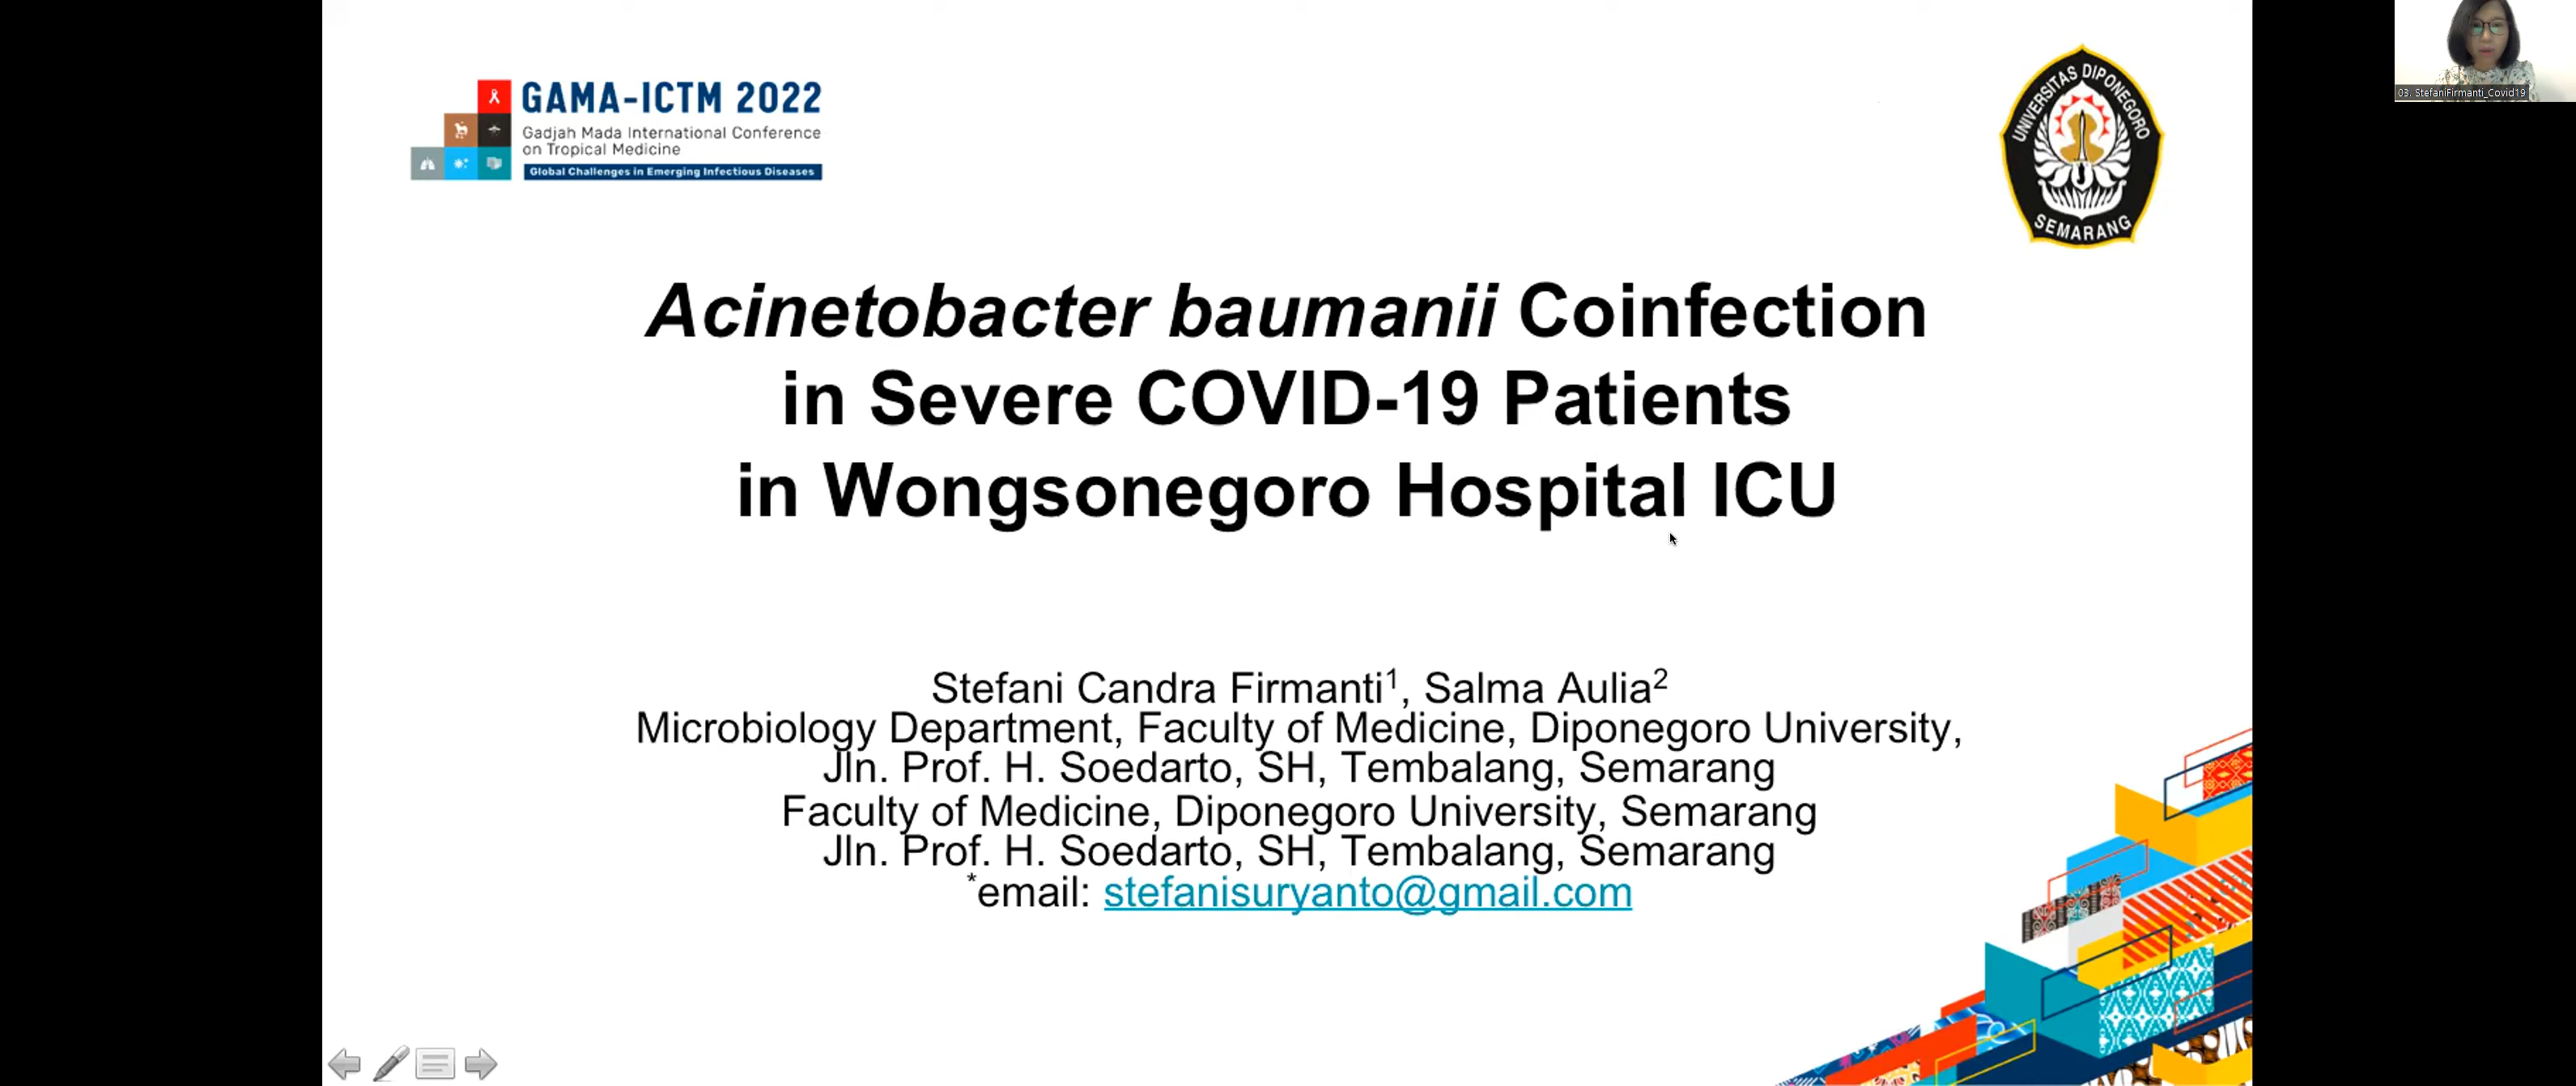 GAMA-ICTM 2022
Gadjah Mada International Conference
on Tropical Medicine
Global Challenges in Emerging Infectious Diseases
UNIVERSITAS DIPONEGORO
SEMARANG
03. StefaniFirmanti_Covid19
Acinetobacter baumanii Coinfection
in Severe COVID-19 Patients
in Wongsonegoro Hospital ICU
Stefani Candra Firmanti¹, Salma Aulia²
Microbiology Department, Faculty of Medicine, Diponegoro University,
Jln. Prof. H. Soedarto, SH, Tembalang, Semarang
Faculty of Medicine, Diponegoro University, Semarang
Jln. Prof. H. Soedarto, SH, Tembalang, Semarang
*email: stefanisuryanto@gmail.com